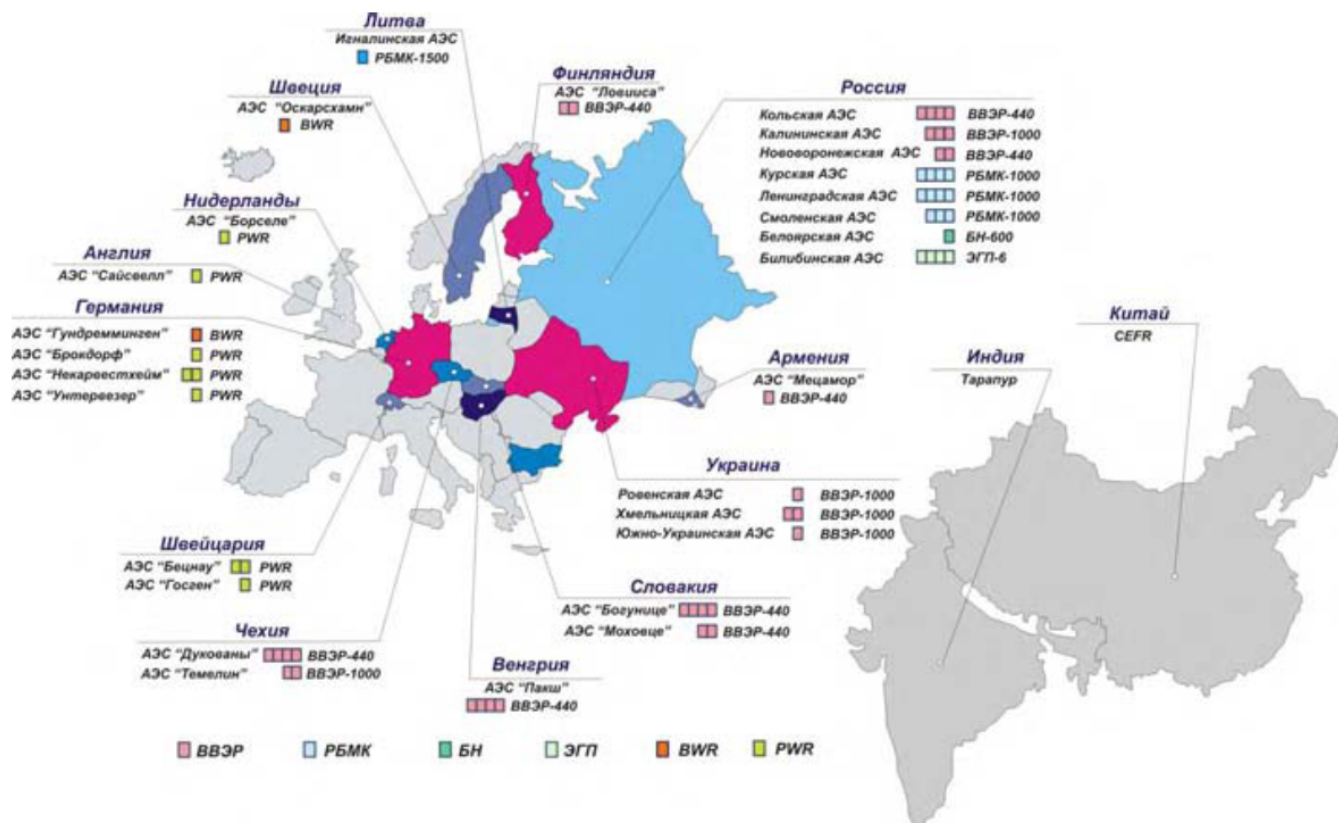 Литва
Игналинская АЭС
РБМК-1500
Швеция
АЭС "Оскарсхамн"
BWR
Финляндия
АЭС "Ловииса"
ВВЭР-440
Россия
Кольская АЭС ВВЭР-440
Калининская АЭС ВВЭР-1000
Нововоронежская АЭС ВВЭР-440
Курская АЭС РБМК-1000
Ленинградская АЭС РБМК-1000
Смоленская АЭС РБМК-1000
Белоярская АЭС БН-600
Билибинская АЭС ЭГП-6
Нидерланды
АЭС "Борселе"
PWR
Англия
АЭС "Сайсвелл" PWR
Германия
АЭС "Гундремминген" BWR
АЭС "Брокдорф" PWR
АЭС "Некарвестхейм" PWR
АЭС "Унтервезер" PWR
Армения
АЭС "Мецамор"
ВВЭР-440
Индия
Тарапур
Китай
CEFR
Украина
Ровенская АЭС ВВЭР-1000
Хмельницкая АЭС ВВЭР-1000
Южно-Украинская АЭС ВВЭР-1000
Швейцария
АЭС "Бецнау" PWR
АЭС "Госген" PWR
Словакия
АЭС "Богунице" ВВЭР-440
АЭС "Моховце" ВВЭР-440
Чехия
АЭС "Дукованы" ВВЭР-440
АЭС "Темелин" ВВЭР-1000
Венгрия
АЭС "Пакш"
ВВЭР-440
ВВЭР РБМК БН ЭГП BWR PWR